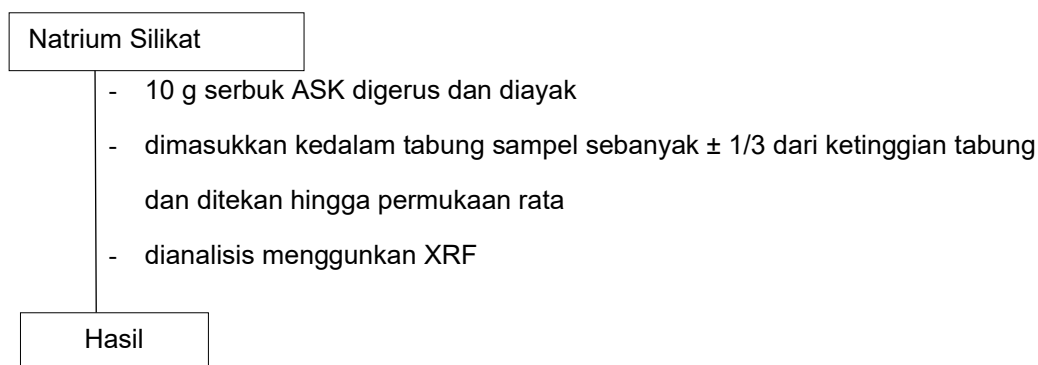 Natrium Silikat
- 10 g serbuk ASK digerus dan diayak
- dimasukkan kedalam tabung sampel sebanyak ± 1/3 dari ketinggian tabung
dan ditekan hingga permukaan rata
- dianalisis menggunkan XRF
Hasil